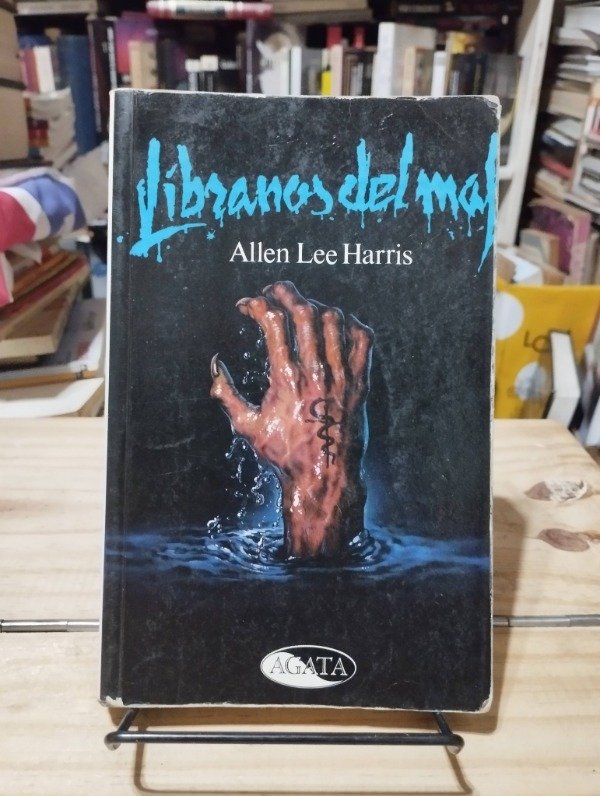 Líbranos del mal
Allen Lee Harris
AGATA